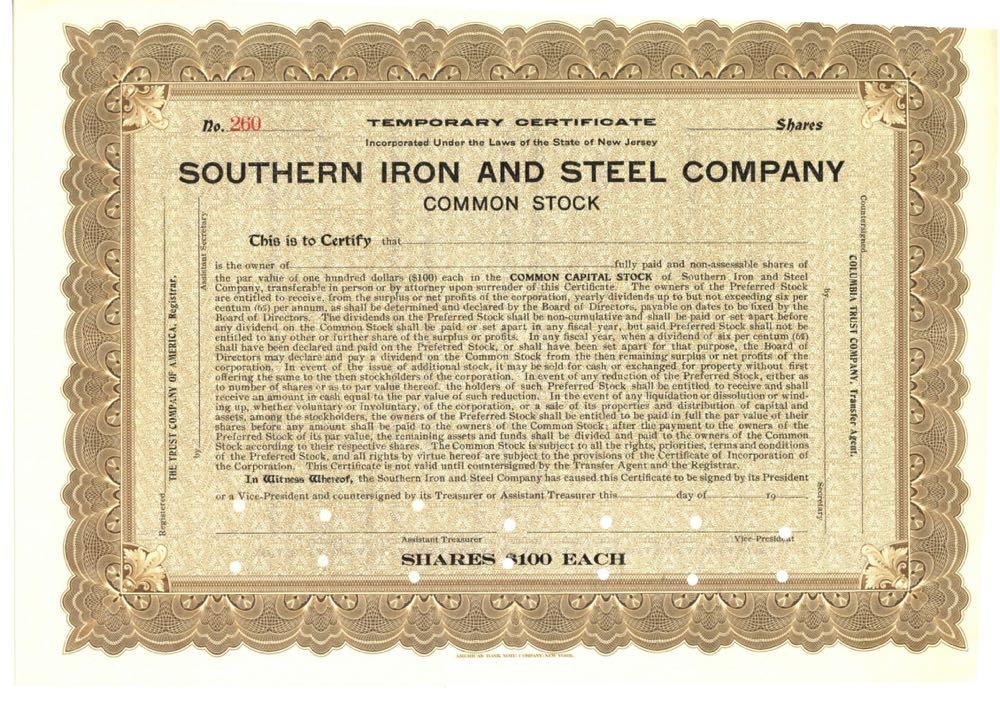 No. 260
TEMPORARY CERTIFICATE
Shares
Incorporated Under the Laws of the State of New Jersey
SOUTHERN IRON AND STEEL COMPANY
COMMON STOCK
This is to Certify that
is the owner of fully paid and non-assessable shares of
the par value of one hundred dollars ($100) each in the COMMON CAPITAL STOCK of Southern Iron and Steel
Company, transferable in person or by attorney upon surrender of this Certificate. The owners of the Preferred Stock
are entitled to receive, from the surplus or net profits of the corporation, yearly dividends up to but not exceeding six per
centum (6%) per annum, as shall be determined and declared by the Board of Directors, payable on dates to be fixed by the
Board of Directors. The dividends on the Preferred Stock shall be non-cumulative and shall be paid or set apart before
any dividend on the Common Stock shall be paid or set apart in any fiscal year, but said Preferred Stock shall not be
entitled to any other or further share of the surplus or profits. In any fiscal year, when a dividend of six per centum (6%)
shall have been declared and paid on the Preferred Stock, or shall have been set apart for that purpose, the Board of
Directors may declare and pay a dividend on the Common Stock from the then remaining surplus or net profits of the
corporation. In event of the issue of additional stock, it may be sold for cash or exchanged for property without first
offering the same to the then stockholders of the corporation. In event of any reduction of the Preferred Stock, either as
to number of shares or as to par value thereof, the holders of such Preferred Stock shall be entitled to receive and shall
receive an amount in cash equal to the par value of such reduction. In the event of any liquidation or dissolution or wind-
ing up, whether voluntary or involuntary, of the corporation, or a sale of its properties and distribution of capital and
assets, among the stockholders, the owners of the Preferred Stock shall be entitled to be paid in full the par value of their
shares before any amount shall be paid to the owners of the Common Stock; after the payment to the owners of the
Preferred Stock of its par value, the remaining assets and funds shall be divided and paid to the owners of the Common
Stock according to their respective shares. The Common Stock is subject to all the rights, priorities, terms and conditions
of the Preferred Stock, and all rights by virtue hereof are subject to the provisions of the Certificate of Incorporation of
the Corporation. This Certificate is not valid until countersigned by the Transfer Agent and the Registrar.
In Witness Whereof, the Southern Iron and Steel Company has caused this Certificate to be signed by its President
or a Vice-President and countersigned by its Treasurer or Assistant Treasurer this day of 19
Assistant Treasurer
Vice-President
SHARES $100 EACH
Registered
THE TRUST COMPANY OF AMERICA, Registrar,
by
Assistant Secretary
Countersigned
COLUMBIA TRUST COMPANY, Transfer Agent,
by
Secretary
AMERICAN BANK NOTE COMPANY NEW YORK.